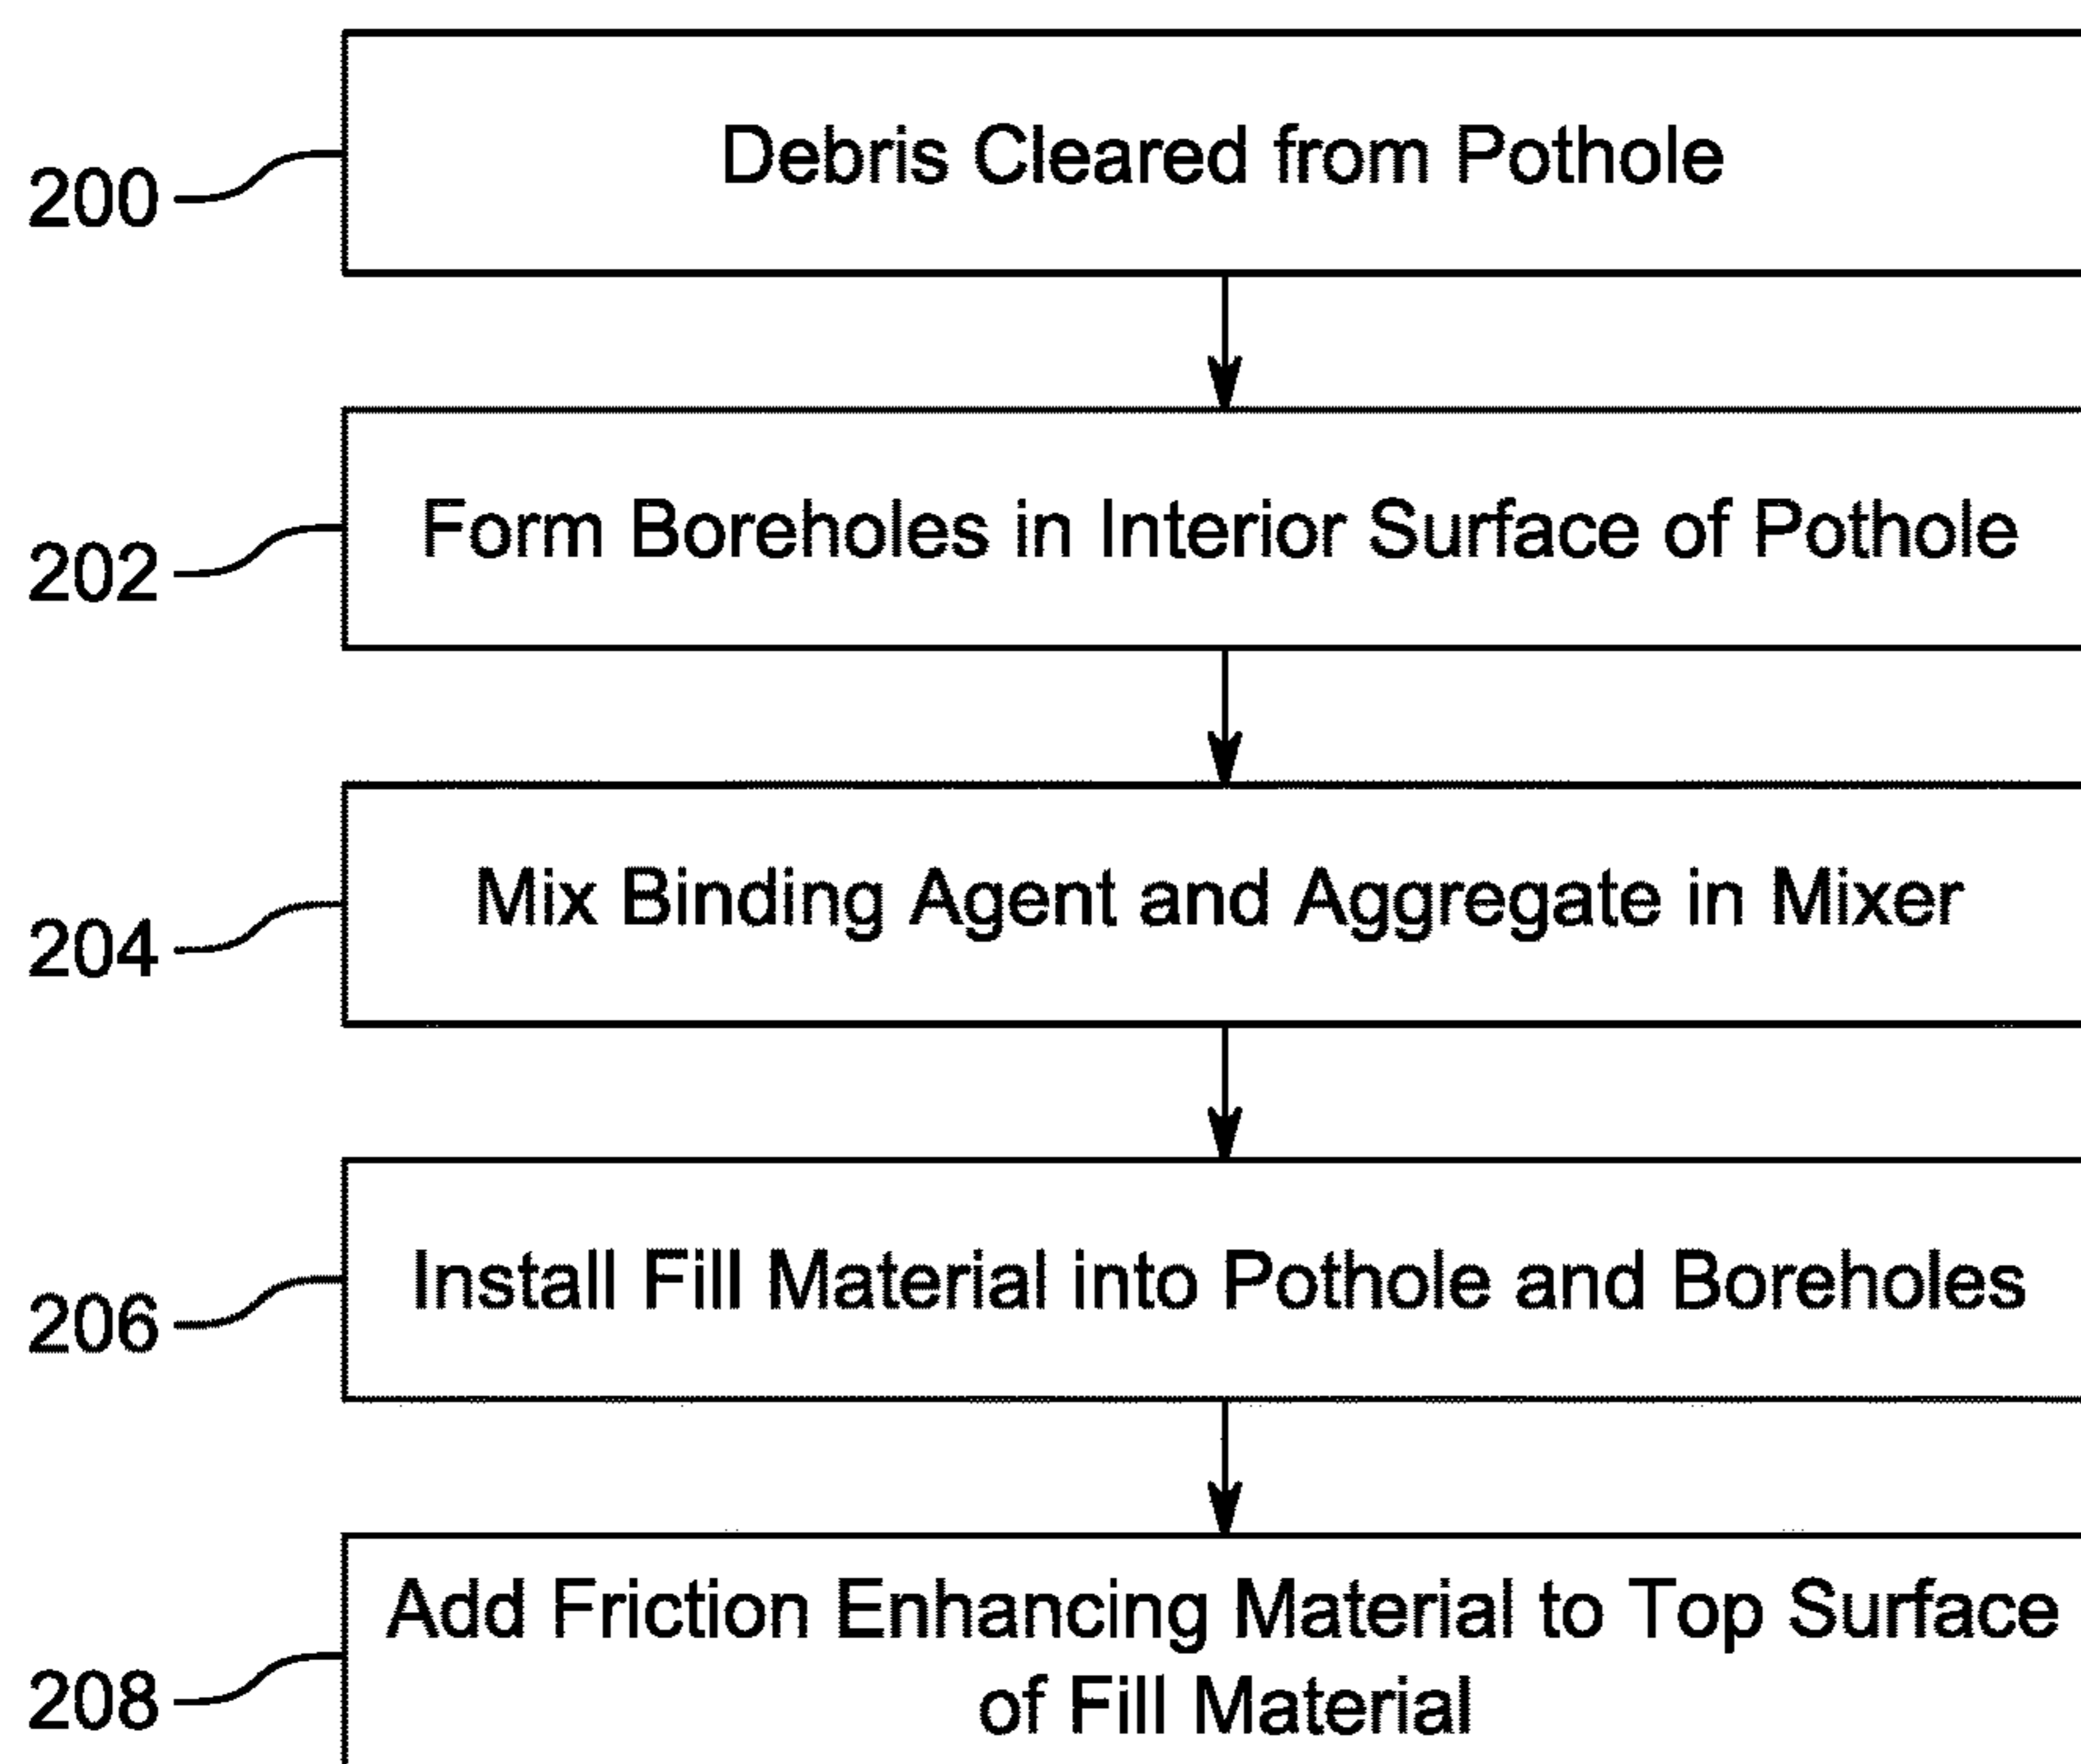 Debris Cleared from Pothole
200
Form Boreholes in Interior Surface of Pothole
202
Mix Binding Agent and Aggregate in Mixer
204
Install Fill Material into Pothole and Boreholes
206
Add Friction Enhancing Material to Top Surface
of Fill Material
208